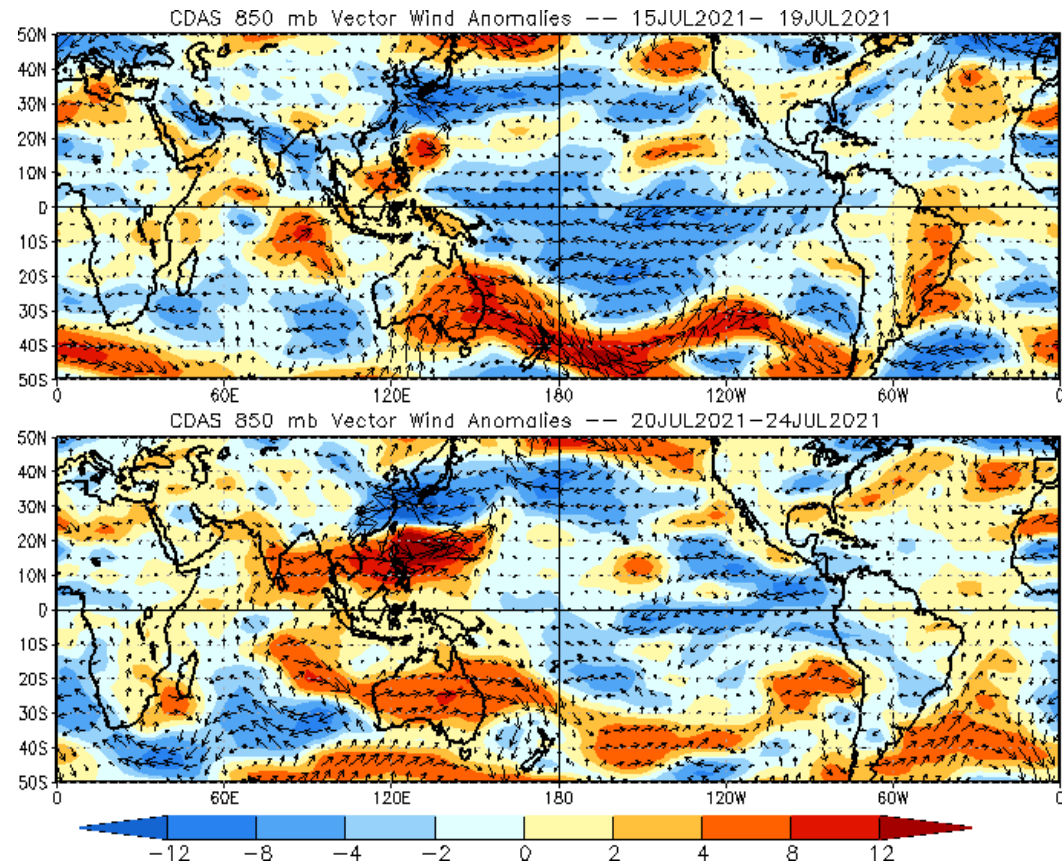 CDAS 850 mb Vector Wind Anomalies –– 15JUL2021– 19JUL2021
50N
40N
30N
20N
10N
0
10S
20S
30S
40S
50S
0 60E 120E 180 120W 60W 0
CDAS 850 mb Vector Wind Anomalies –– 20JUL2021–24JUL2021
50N
40N
30N
20N
10N
0
10S
20S
30S
40S
50S
0 60E 120E 180 120W 60W 0
−12 −8 −4 −2 0 2 4 8 12